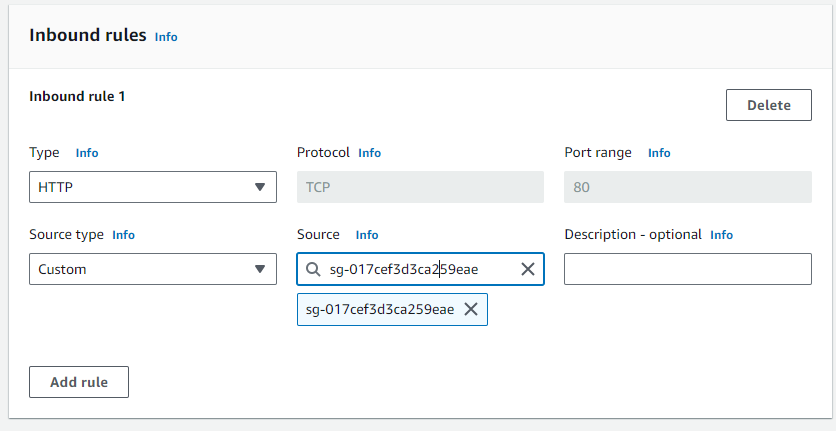 Inbound rules Info
Inbound rule 1
Delete
Type Info Protocol Info Port range Info
HTTP TCP 80
Source type Info Source Info Description - optional Info
Custom sg-017cef3d3ca259eae
sg-017cef3d3ca259eae
Add rule